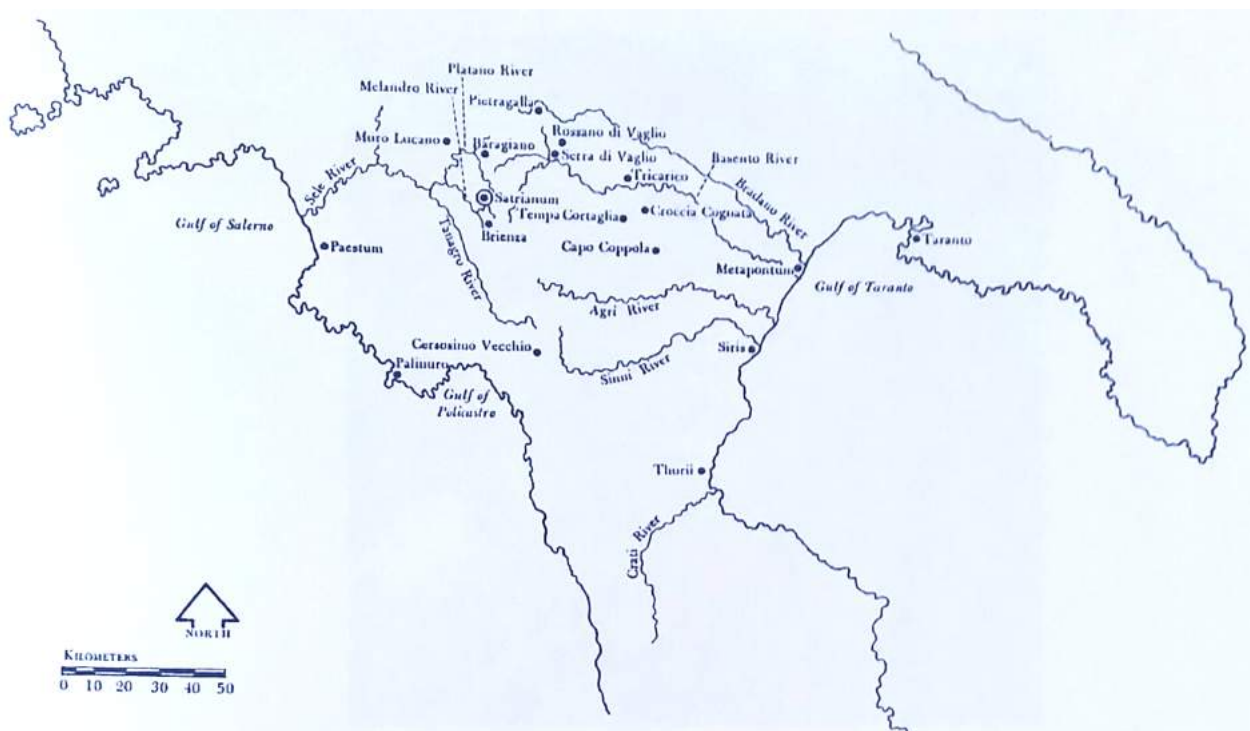 Platano River
Melandro River
Pietragalla
Muro Lucano
Baragiano
Rossano di Vaglio
Serra di Vaglio
Basento River
Tricarico
Bradano River
Sele River
Satrianum
Tempa Cortaglia
Croccia Cognata
Gulf of Salerno
Paestum
Brienza
Tanagro River
Capo Coppola
Metapontum
Taranto
Gulf of Taranto
Agri River
Cersosimo Vecchio
Siris
Sinni River
Palinuro
Gulf of
Policastro
Thurii
Crati River
NORTH
KILOMETERS
0 10 20 30 40 50